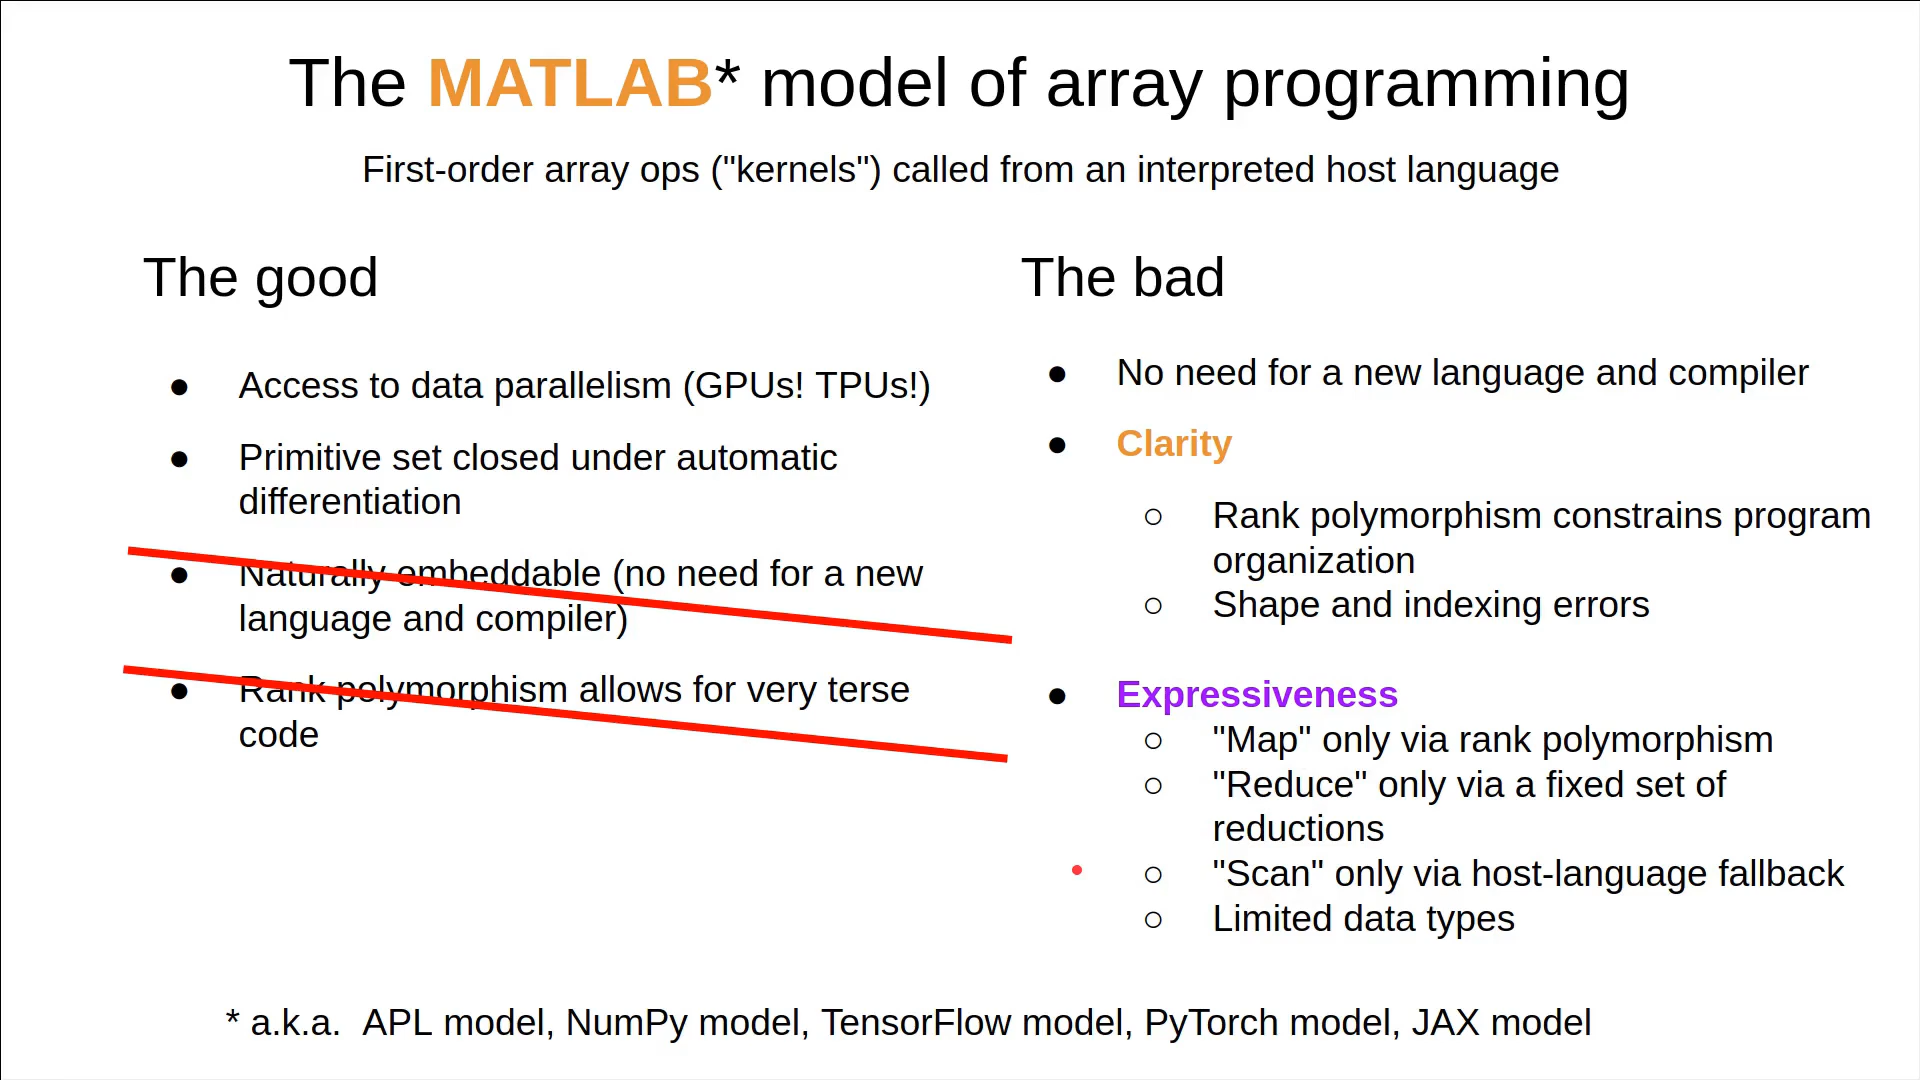 The MATLAB* model of array programming
First-order array ops ("kernels") called from an interpreted host language
The good
● Access to data parallelism (GPUs! TPUs!)
● Primitive set closed under automatic
differentiation
● Naturally embeddable (no need for a new
language and compiler)
● Rank polymorphism allows for very terse
code
The bad
● No need for a new language and compiler
● Clarity
○ Rank polymorphism constrains program
organization
○ Shape and indexing errors
● Expressiveness
○ "Map" only via rank polymorphism
○ "Reduce" only via a fixed set of
reductions
○ "Scan" only via host-language fallback
○ Limited data types
* a.k.a. APL model, NumPy model, TensorFlow model, PyTorch model, JAX model